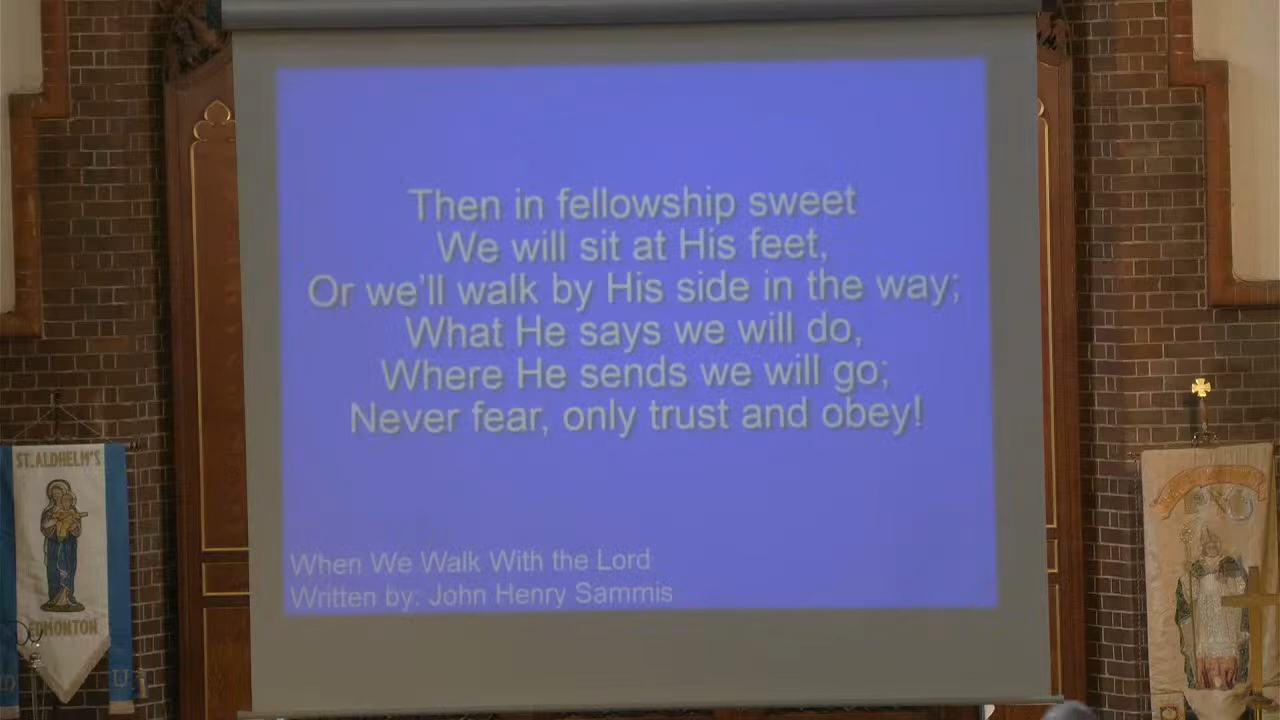 Then in fellowship sweet
We will sit at His feet,
Or we'll walk by His side in the way;
What He says we will do,
Where He sends we will go;
Never fear, only trust and obey!
When We Walk With the Lord
Written by: John Henry Sammis
ST. ALDHELM'S
EDMONTON